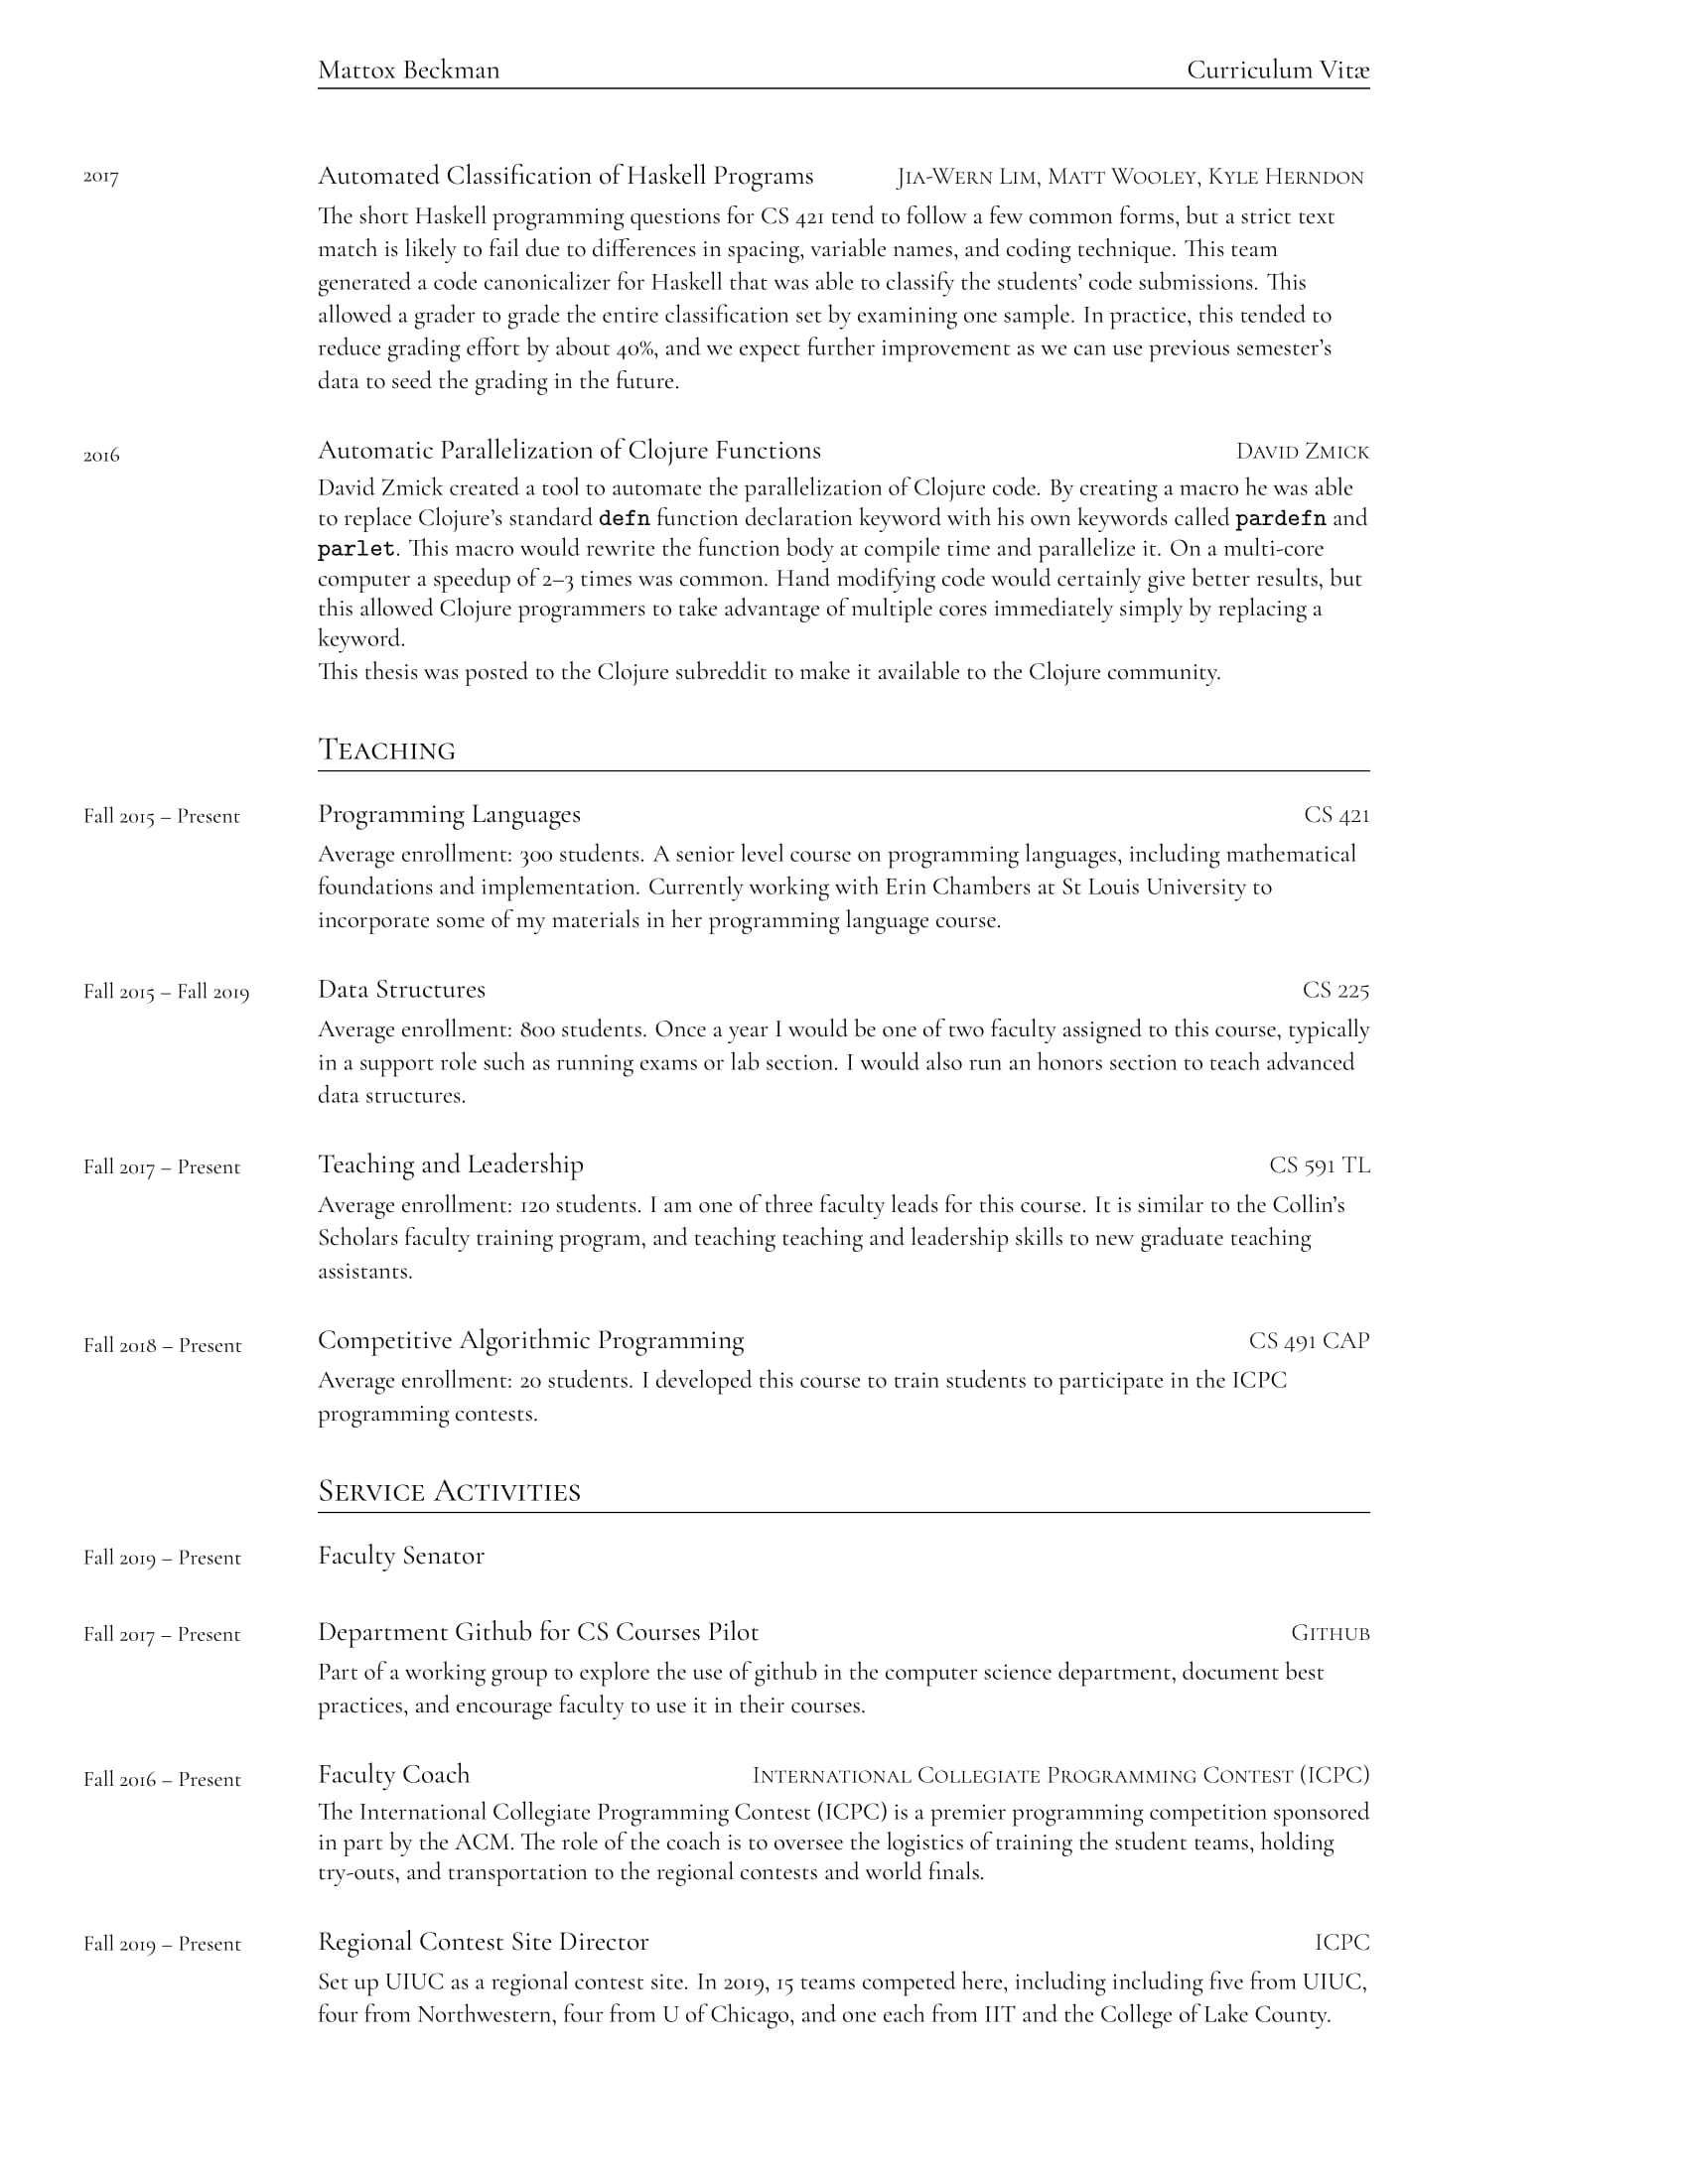 Mattox Beckman Curriculum Vitæ
2017 Automated Classification of Haskell Programs Jia-Wern Lim, Matt Wooley, Kyle Herndon
The short Haskell programming questions for CS 421 tend to follow a few common forms, but a strict text
match is likely to fail due to differences in spacing, variable names, and coding technique. This team
generated a code canonicalizer for Haskell that was able to classify the students’ code submissions. This
allowed a grader to grade the entire classification set by examining one sample. In practice, this tended to
reduce grading effort by about 40%, and we expect further improvement as we can use previous semester’s
data to seed the grading in the future.
2016 Automatic Parallelization of Clojure Functions David Zmick
David Zmick created a tool to automate the parallelization of Clojure code. By creating a macro he was able
to replace Clojure’s standard defn function declaration keyword with his own keywords called pardefn and
parlet. This macro would rewrite the function body at compile time and parallelize it. On a multi-core
computer a speedup of 2–3 times was common. Hand modifying code would certainly give better results, but
this allowed Clojure programmers to take advantage of multiple cores immediately simply by replacing a
keyword.
This thesis was posted to the Clojure subreddit to make it available to the Clojure community.
Teaching
Fall 2015 – Present Programming Languages CS 421
Average enrollment: 300 students. A senior level course on programming languages, including mathematical
foundations and implementation. Currently working with Erin Chambers at St Louis University to
incorporate some of my materials in her programming language course.
Fall 2015 – Fall 2019 Data Structures CS 225
Average enrollment: 800 students. Once a year I would be one of two faculty assigned to this course, typically
in a support role such as running exams or lab section. I would also run an honors section to teach advanced
data structures.
Fall 2017 – Present Teaching and Leadership CS 591 TL
Average enrollment: 120 students. I am one of three faculty leads for this course. It is similar to the Collin’s
Scholars faculty training program, and teaching teaching and leadership skills to new graduate teaching
assistants.
Fall 2018 – Present Competitive Algorithmic Programming CS 491 CAP
Average enrollment: 20 students. I developed this course to train students to participate in the ICPC
programming contests.
Service Activities
Fall 2019 – Present Faculty Senator
Fall 2017 – Present Department Github for CS Courses Pilot Github
Part of a working group to explore the use of github in the computer science department, document best
practices, and encourage faculty to use it in their courses.
Fall 2016 – Present Faculty Coach International Collegiate Programming Contest (ICPC)
The International Collegiate Programming Contest (ICPC) is a premier programming competition sponsored
in part by the ACM. The role of the coach is to oversee the logistics of training the student teams, holding
try-outs, and transportation to the regional contests and world finals.
Fall 2019 – Present Regional Contest Site Director ICPC
Set up UIUC as a regional contest site. In 2019, 15 teams competed here, including including five from UIUC,
four from Northwestern, four from U of Chicago, and one each from IIT and the College of Lake County.